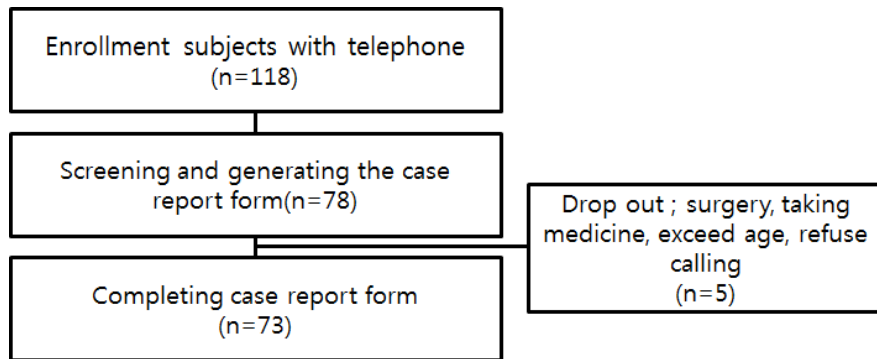 Enrollment subjects with telephone
(n=118)
Screening and generating the case
report form(n=78)
Drop out ; surgery, taking
medicine, exceed age, refuse
calling
(n=5)
Completing case report form
(n=73)